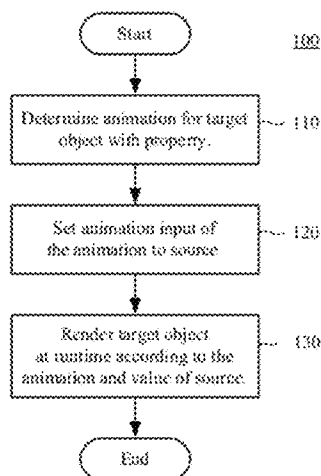 Start
100
Determine animation for target
object with property.
110
Set animation input of
the animation to source
120
Render target object
at runtime according to the
animation and value of source.
130
End